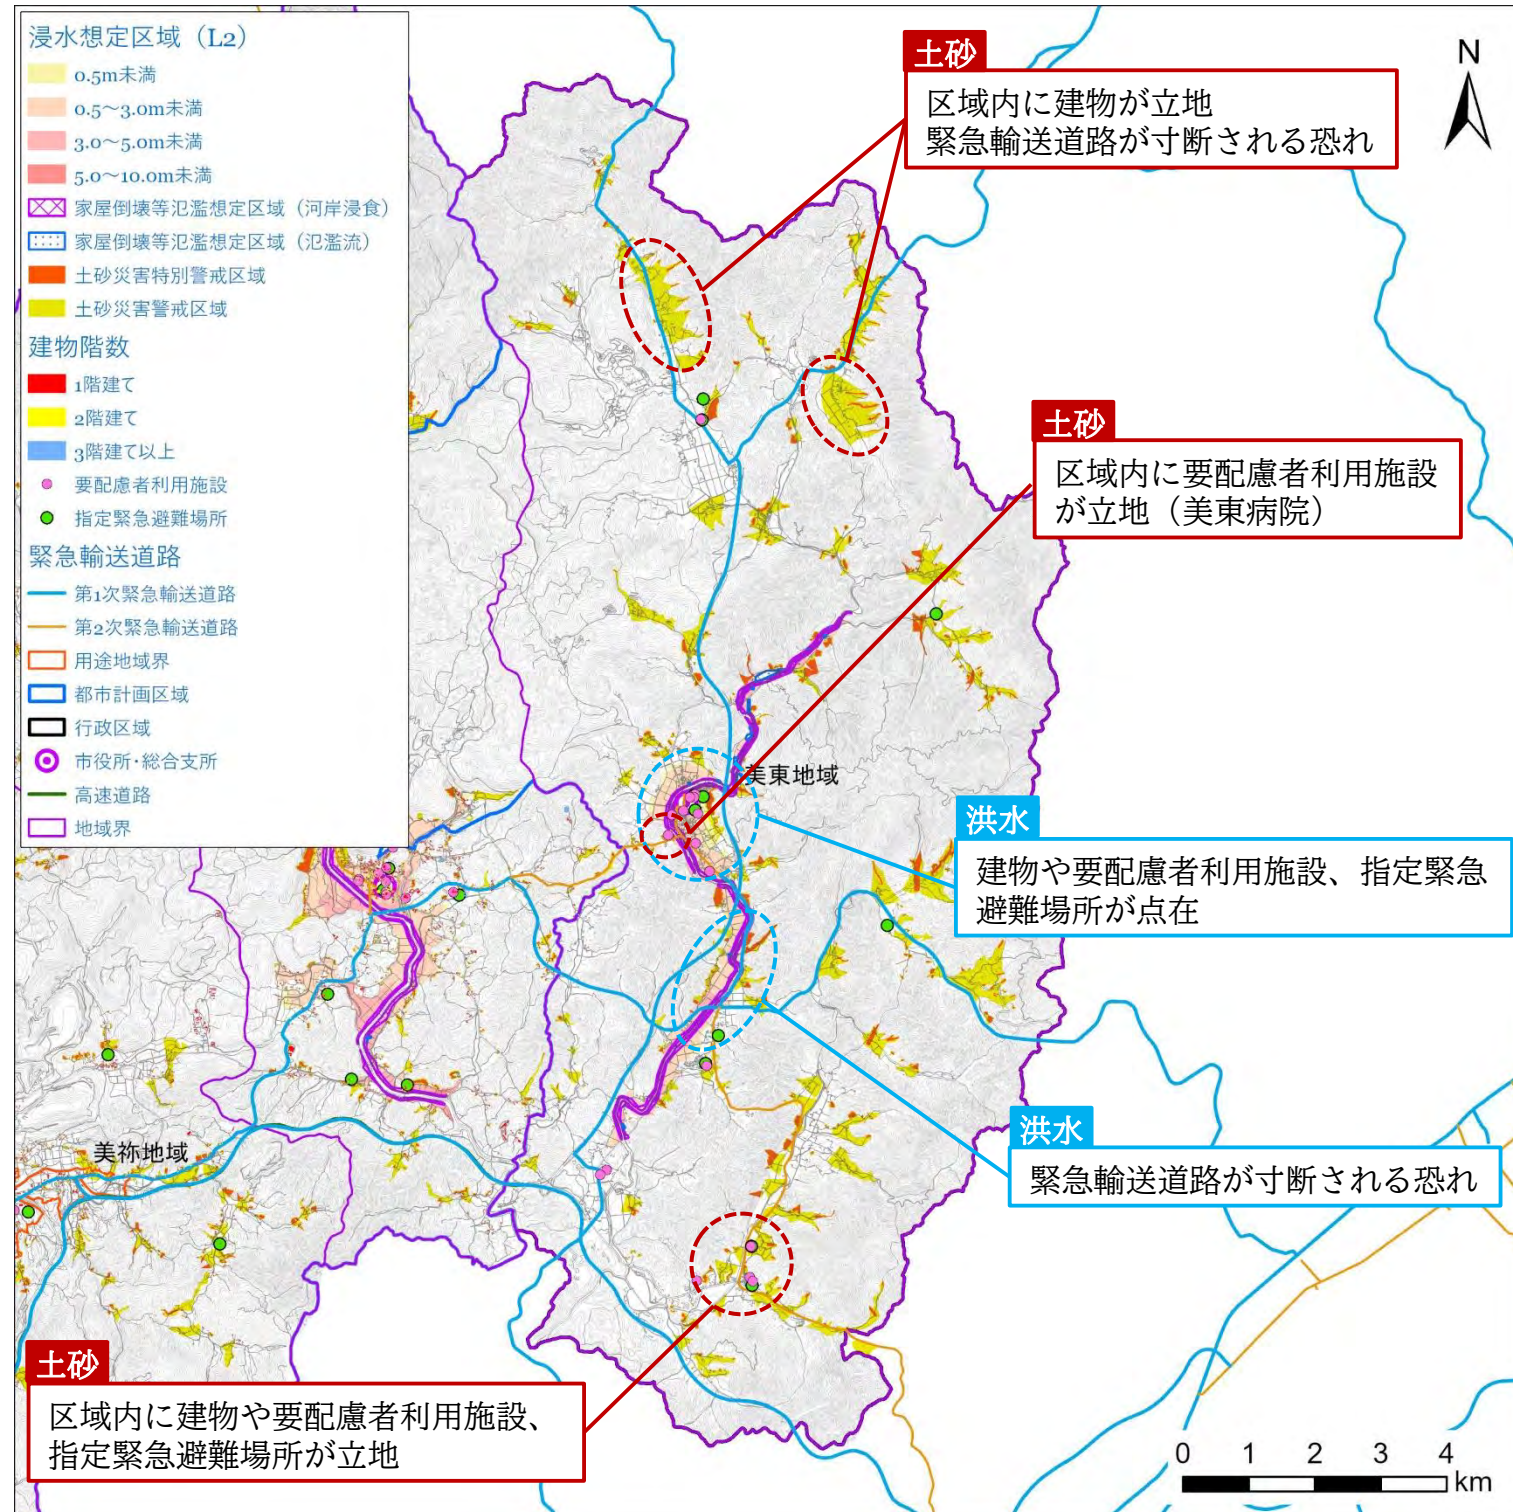 浸水想定区域（L2）
0.5m未満
0.5～3.0m未満
3.0～5.0m未満
5.0～10.0m未満
家屋倒壊等氾濫想定区域（河岸浸食）
家屋倒壊等氾濫想定区域（氾濫流）
土砂災害特別警戒区域
土砂災害警戒区域
建物階数
1階建て
2階建て
3階建て以上
要配慮者利用施設
指定緊急避難場所
緊急輸送道路
第1次緊急輸送道路
第2次緊急輸送道路
用途地域界
都市計画区域
行政区域
市役所・総合支所
高速道路
地域界
土砂
区域内に建物が立地
緊急輸送道路が寸断される恐れ
N
土砂
区域内に要配慮者利用施設
が立地（美東病院）
美東地域
洪水
建物や要配慮者利用施設、指定緊急
避難場所が点在
洪水
緊急輸送道路が寸断される恐れ
美祢地域
土砂
区域内に建物や要配慮者利用施設、
指定緊急避難場所が立地
0 1 2 3 4
km